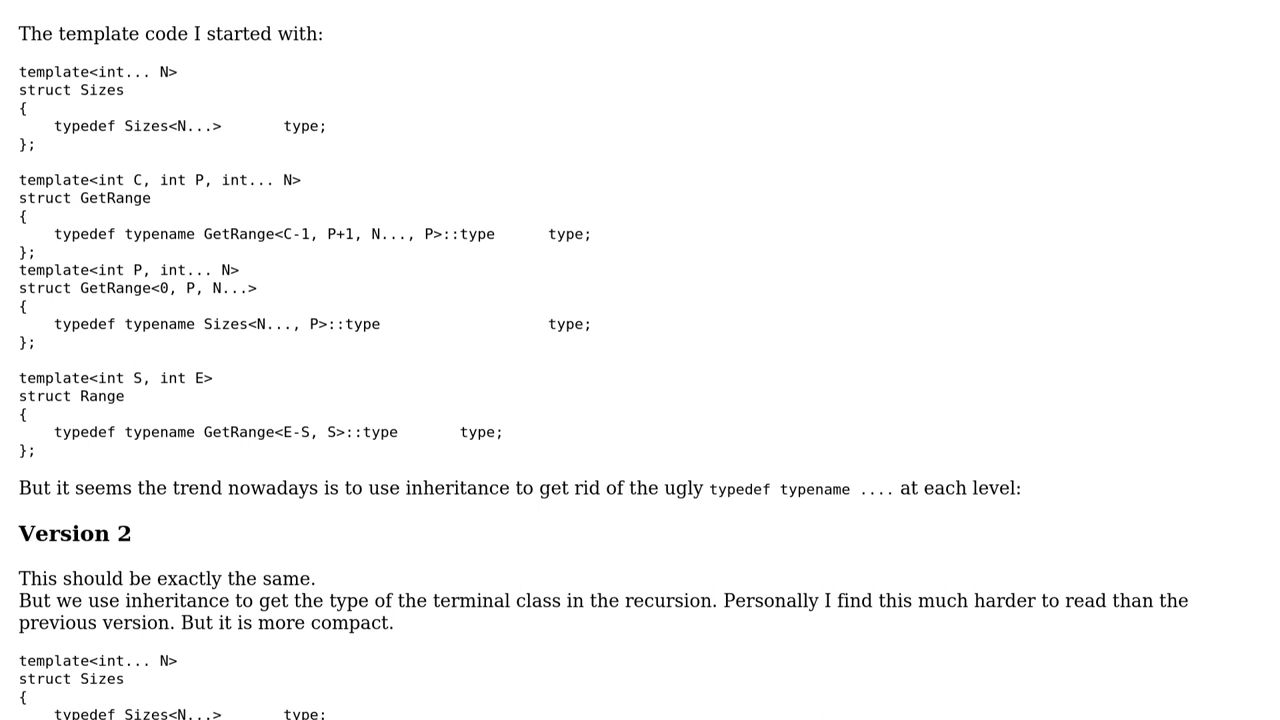 The template code I started with:
template<int... N>
struct Sizes
{
    typedef Sizes<N...>       type;
};
template<int C, int P, int... N>
struct GetRange
{
    typedef typename GetRange<C-1, P+1, N..., P>::type      type;
};
template<int P, int... N>
struct GetRange<0, P, N...>
{
    typedef typename Sizes<N..., P>::type                   type;
};
template<int S, int E>
struct Range
{
    typedef typename GetRange<E-S, S>::type       type;
};
But it seems the trend nowadays is to use inheritance to get rid of the ugly typedef typename .... at each level:
Version 2
This should be exactly the same.
But we use inheritance to get the type of the terminal class in the recursion. Personally I find this much harder to read than the
previous version. But it is more compact.
template<int... N>
struct Sizes
{
    typedef Sizes<N...>       type;